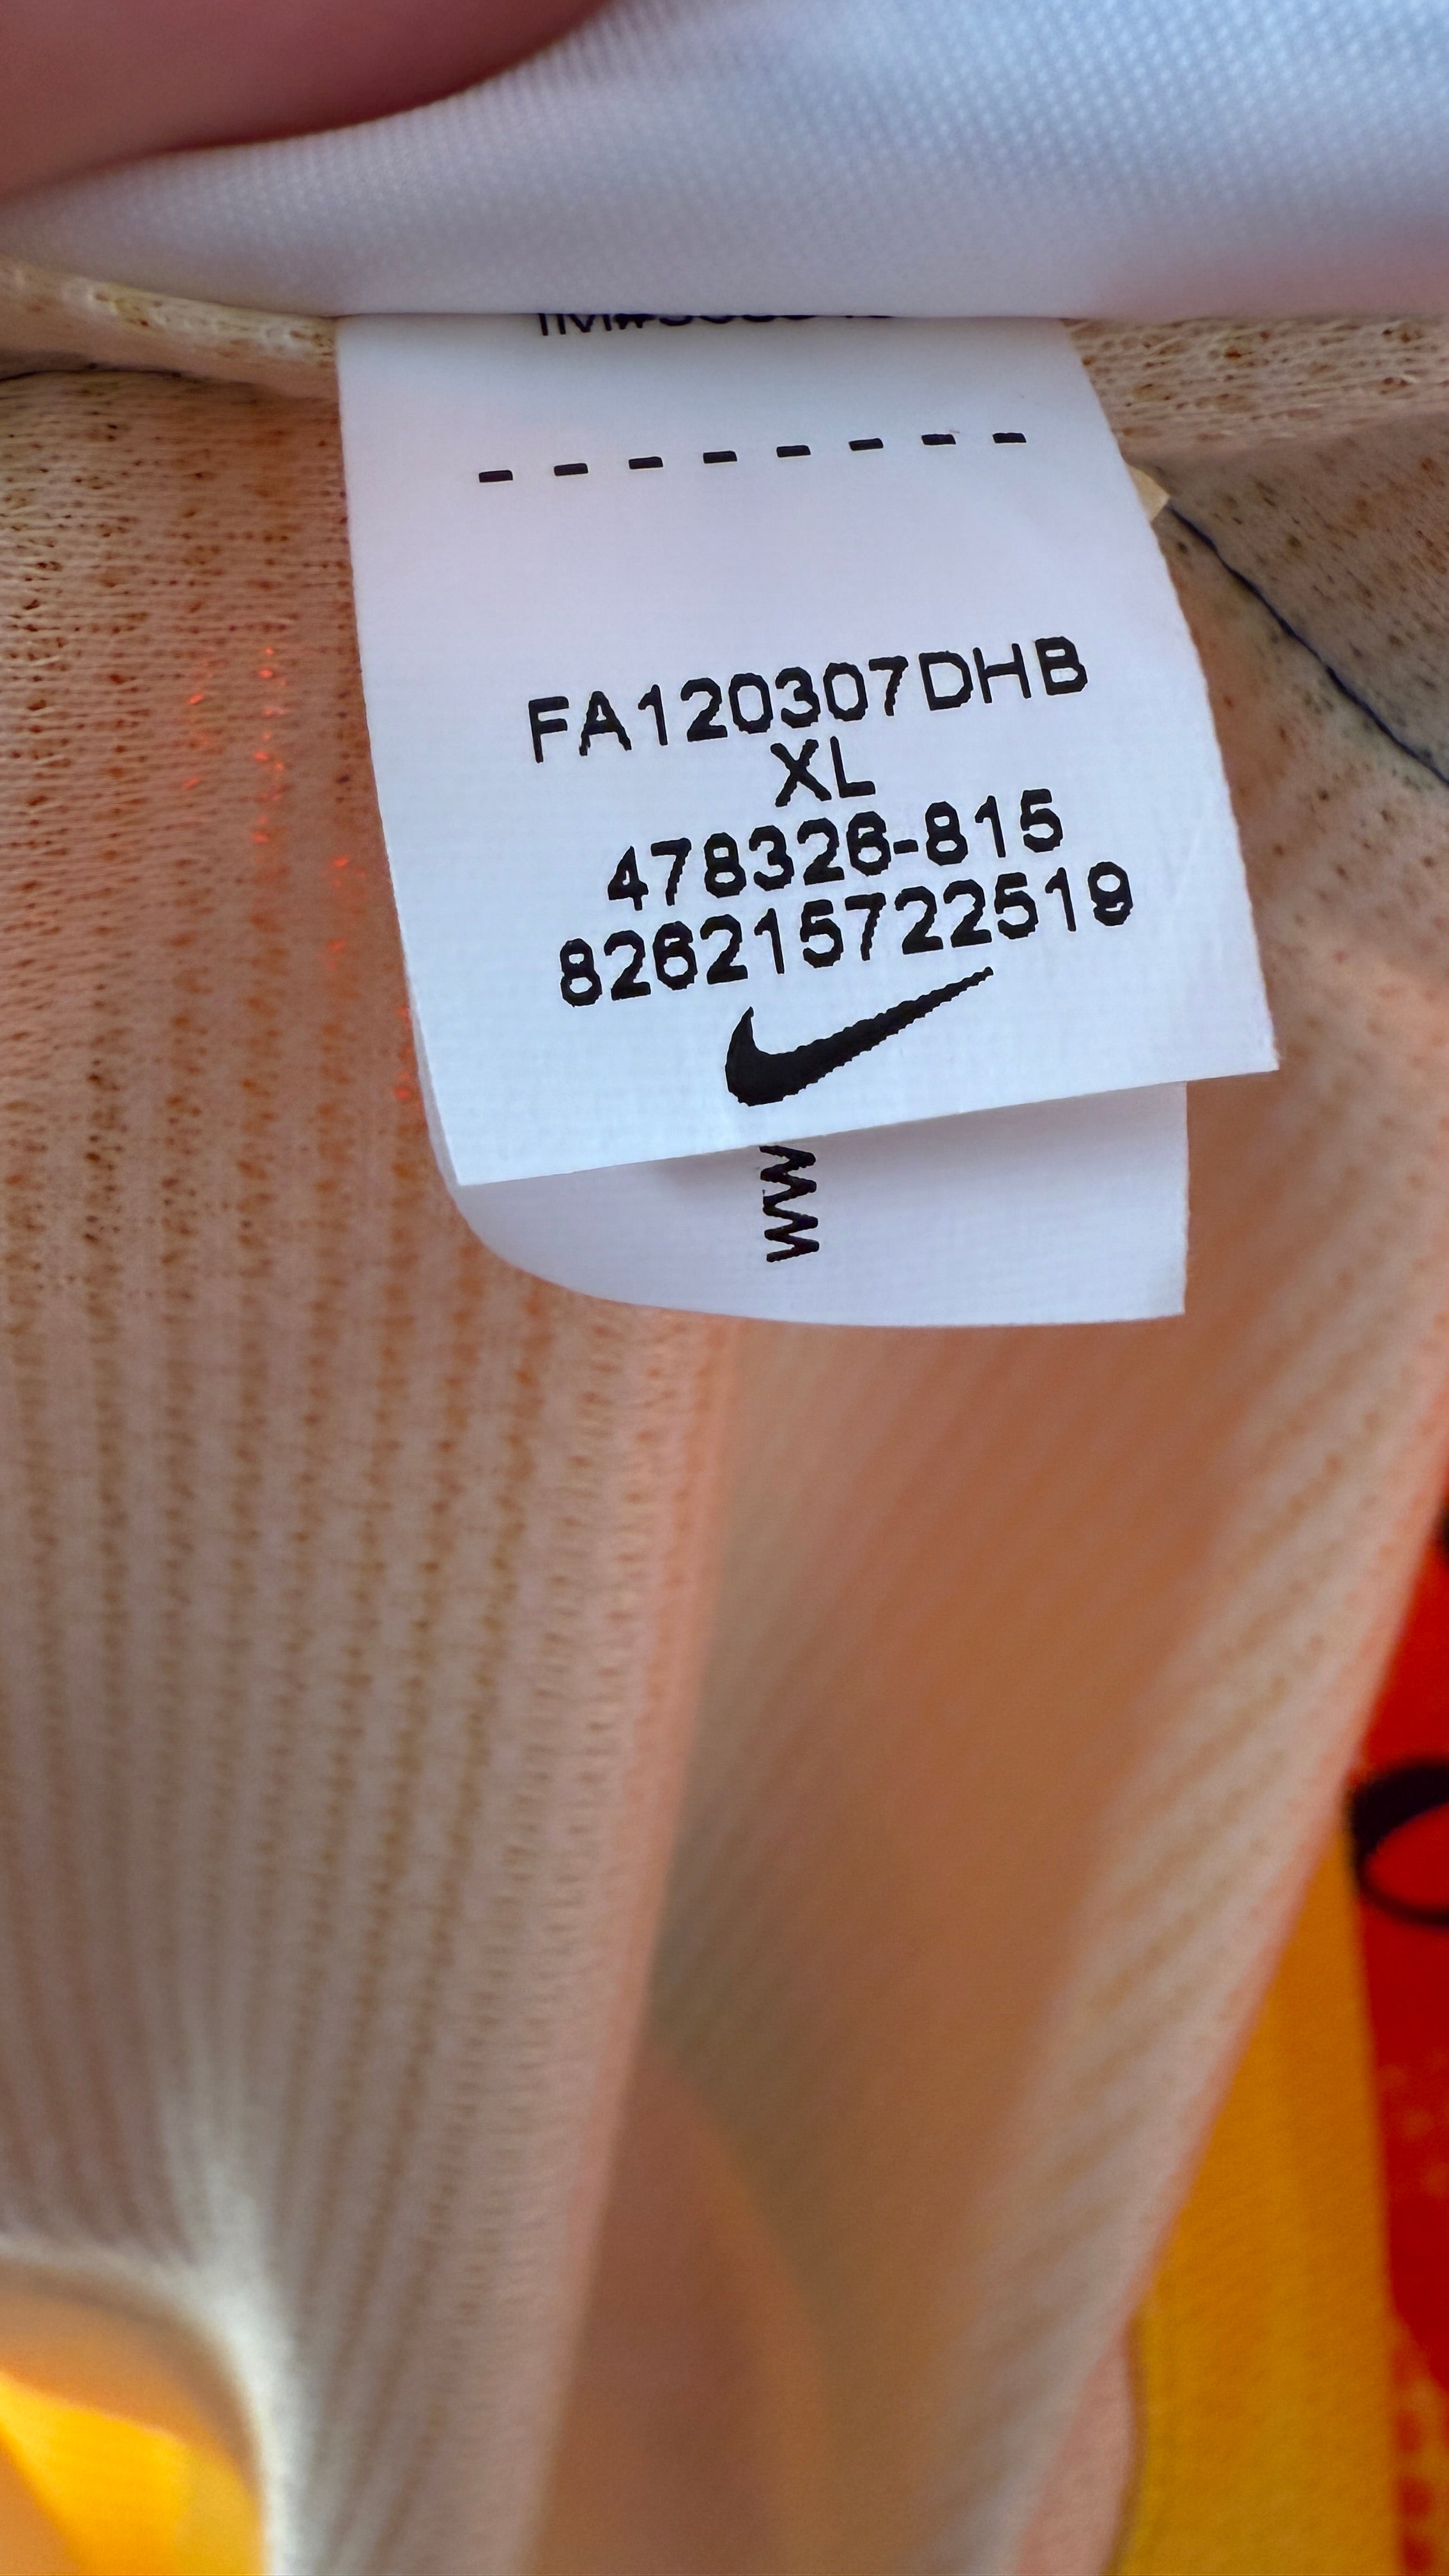 - - - - - - - -
FA120307DHB
XL
478326-815
826215722519